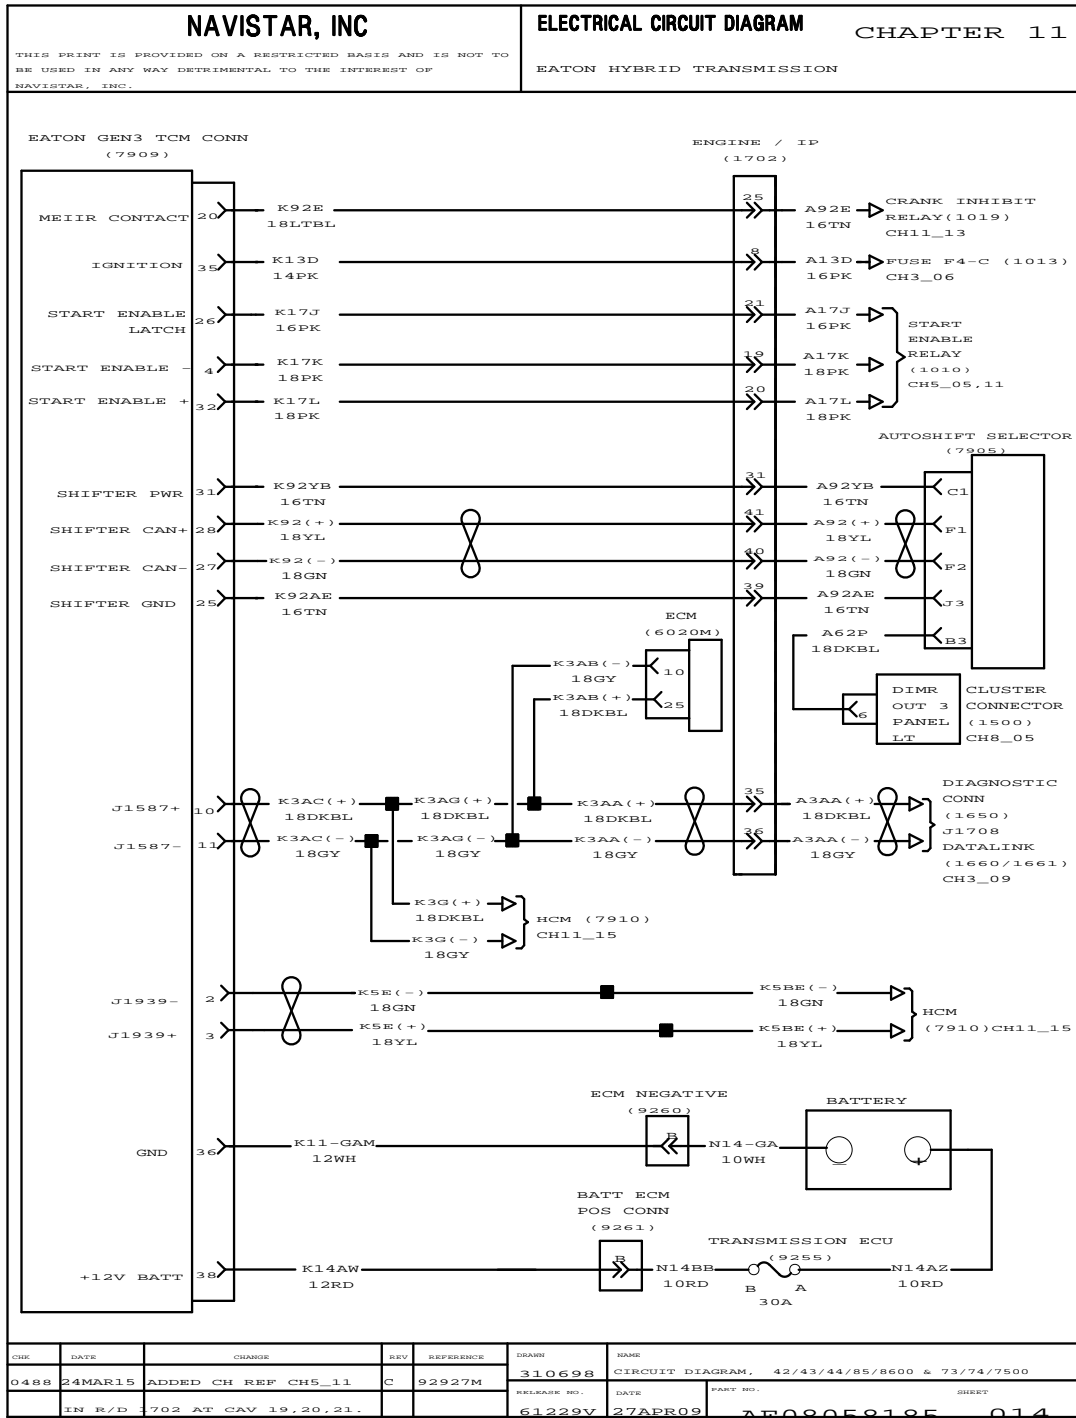 NAVISTAR, INC
THIS PRINT IS PROVIDED ON A RESTRICTED BASIS AND IS NOT TO
BE USED IN ANY WAY DETRIMENTAL TO THE INTEREST OF
NAVISTAR, INC.
ELECTRICAL CIRCUIT DIAGRAM
CHAPTER 11
EATON HYBRID TRANSMISSION
EATON GEN3 TCM CONN
(7909)
ENGINE / IP
(1702)
MEIIR CONTACT 20 K92E 25 A92E CRANK INHIBIT
18LTBL 16TN RELAY(1019)
CH11_13
IGNITION 35 K13D 8 A13D FUSE F4-C (1013)
14PK 16PK CH3_06
START ENABLE 26 K17J 21 A17J
LATCH 16PK 16PK
START
ENABLE
RELAY
(1010)
CH5_05,11
START ENABLE - 4 K17K 19 A17K
18PK 18PK
START ENABLE + 32 K17L 20 A17L
18PK 18PK
AUTOSHIFT SELECTOR
(7905)
SHIFTER PWR 31 K92YB 31 A92YB C1
16TN 16TN
SHIFTER CAN+ 28 K92(+) 41 A92(+) F1
18YL 18YL
SHIFTER CAN- 27 K92(-) 40 A92(-) F2
18GN 18GN
SHIFTER GND 25 K92AE 39 A92AE J3
16TN 16TN
A62P B3
18DKBL
ECM
(6020M)
K3AB(-) 10
18GY
K3AB(+) 25
18DKBL
6
DIMR
OUT 3
PANEL
LT
CLUSTER
CONNECTOR
(1500)
CH8_05
J1587+ 10 K3AC(+) K3AG(+) K3AA(+) 35 A3AA(+)
18DKBL 18DKBL 18DKBL 18DKBL
J1587- 11 K3AC(-) K3AG(-) K3AA(-) 36 A3AA(-)
18GY 18GY 18GY 18GY
DIAGNOSTIC
CONN
(1650)
J1708
DATALINK
(1660/1661)
CH3_09
K3G(+)
18DKBL
K3G(-)
18GY
HCM (7910)
CH11_15
J1939- 2 K5E(-) K5BE(-)
18GN 18GN
J1939+ 3 K5E(+) K5BE(+)
18YL 18YL
HCM
(7910)CH11_15
ECM NEGATIVE
(9260)
BATTERY
GND 36 K11-GAM B N14-GA - +
12WH 10WH
BATT ECM
POS CONN
(9261)
TRANSMISSION ECU
(9255)
+12V BATT 38 K14AW B N14BB N14AZ
12RD 10RD B A 10RD
30A
CHK DATE CHANGE REV REFERENCE
0488 24MAR15 ADDED CH REF CH5_11 C 92927M
IN R/D 1702 AT CAV 19,20,21.
DRAWN NAME
310698 CIRCUIT DIAGRAM, 42/43/44/85/8600 & 73/74/7500
RELEASE NO. DATE PART NO. SHEET
61229V 27APR09 AE08058185 014